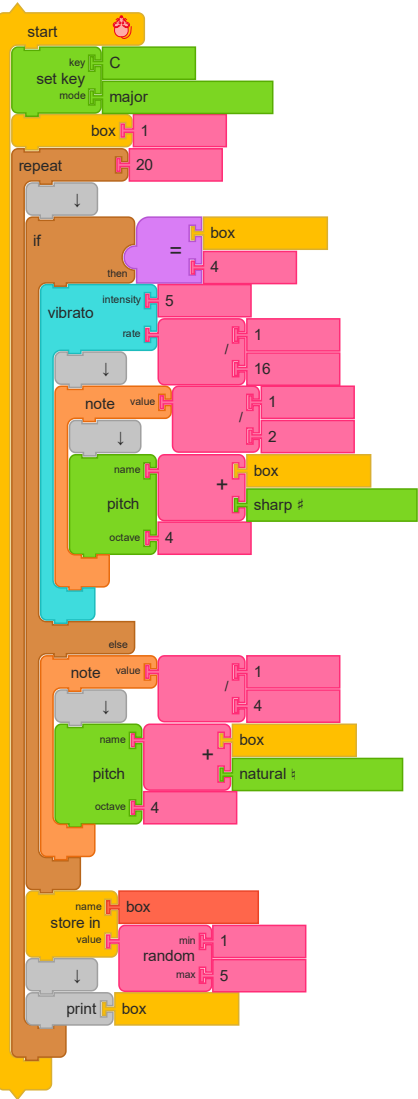 start
key C
set key
mode major
box 1
repeat 20
↓
if
box
=
then 4
intensity 5
vibrato
rate 1
/
↓ 16
note value 1
/
↓ 2
name box
+
pitch sharp ♯
octave 4
else
note value 1
/
↓ 4
name box
+
pitch natural ♮
octave 4
name box
store in
value min 1
random
↓ max 5
print box